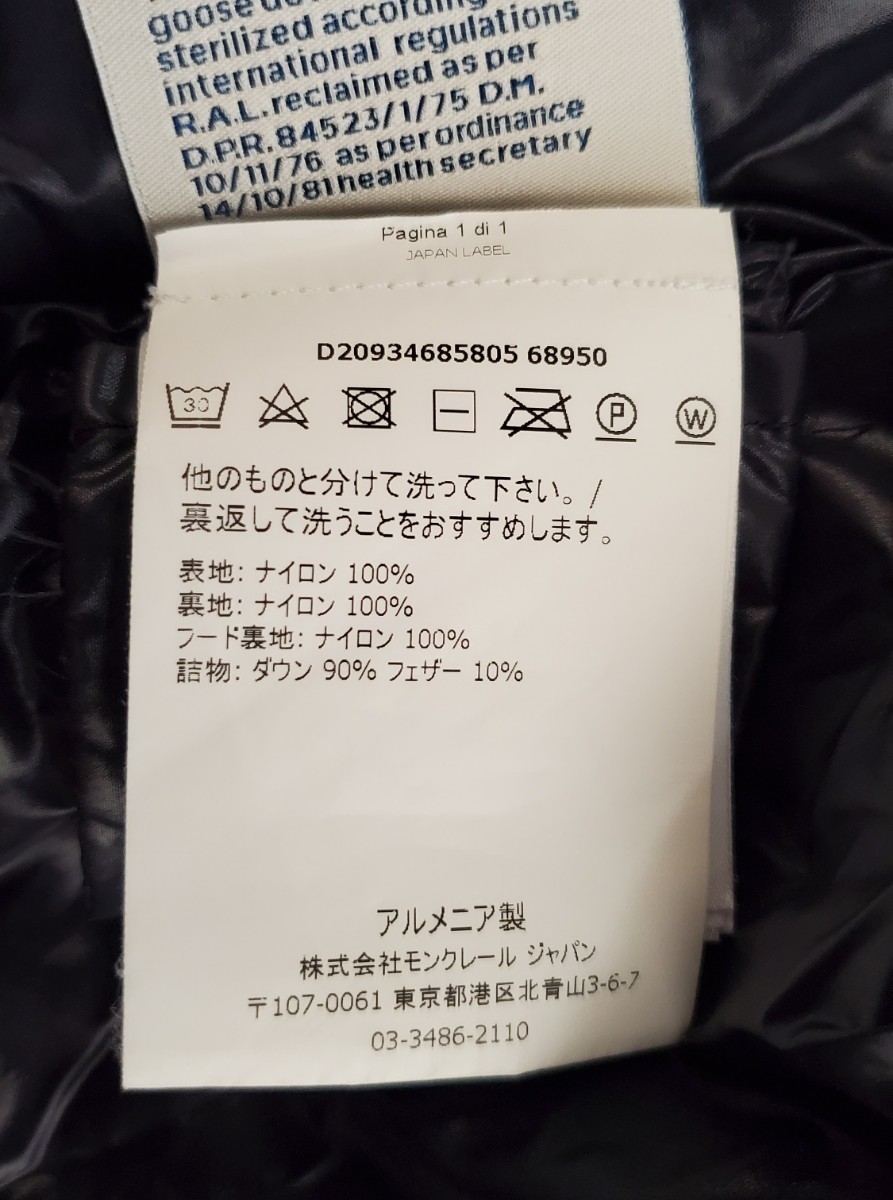 goose
sterilized according
international regulations
R.A.L. reclaimed as per
D.P.R. 84523/1/75 D.M.
10/11/76 as per ordinance
14/10/81 health secretary
Pagina 1 di 1
JAPAN LABEL
D20934685805 68950
30 P W
他のものと分けて洗って下さい。/
裏返して洗うことをおすすめします。
表地: ナイロン 100%
裏地: ナイロン 100%
フード裏地: ナイロン 100%
詰物: ダウン 90% フェザー 10%
アルメニア製
株式会社モンクレール ジャパン
〒107-0061 東京都港区北青山3-6-7
03-3486-2110